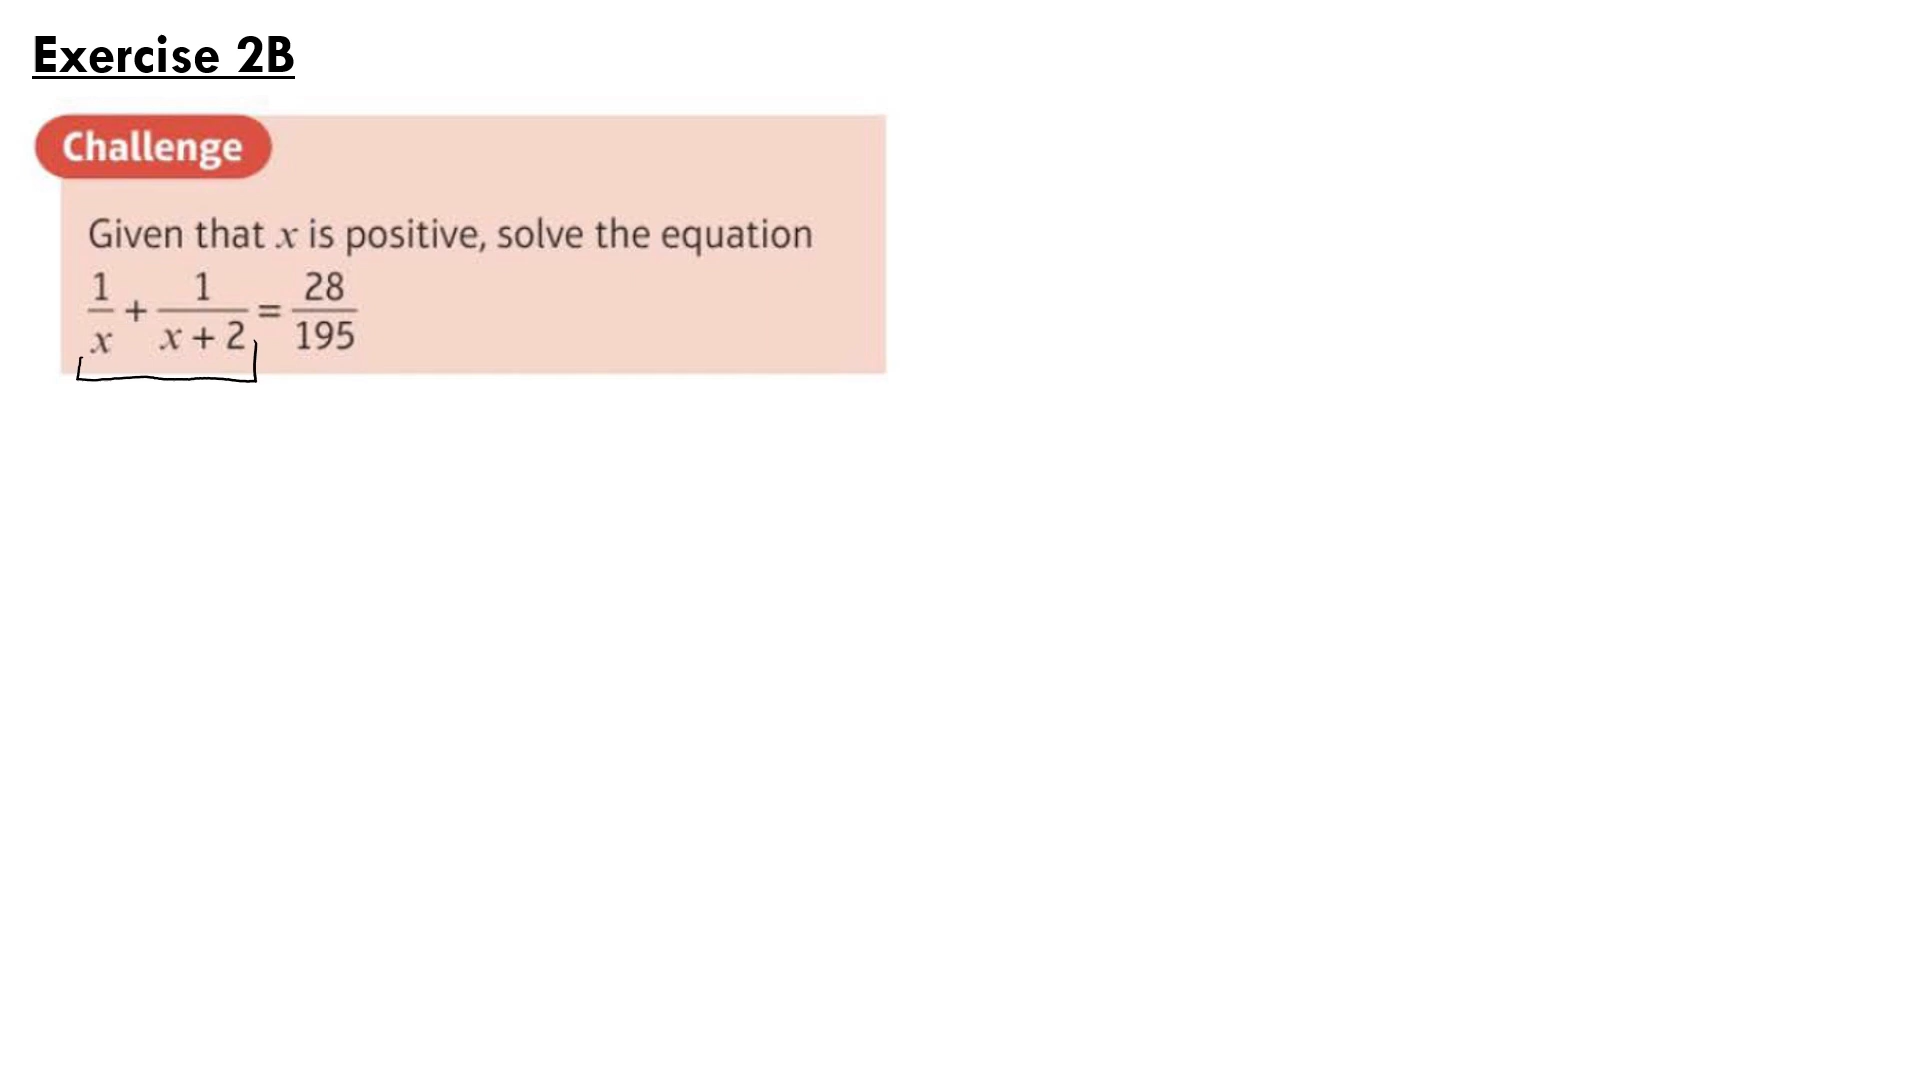 Exercise 2B
Challenge
Given that x is positive, solve the equation
1/x + 1/(x + 2) = 28/195